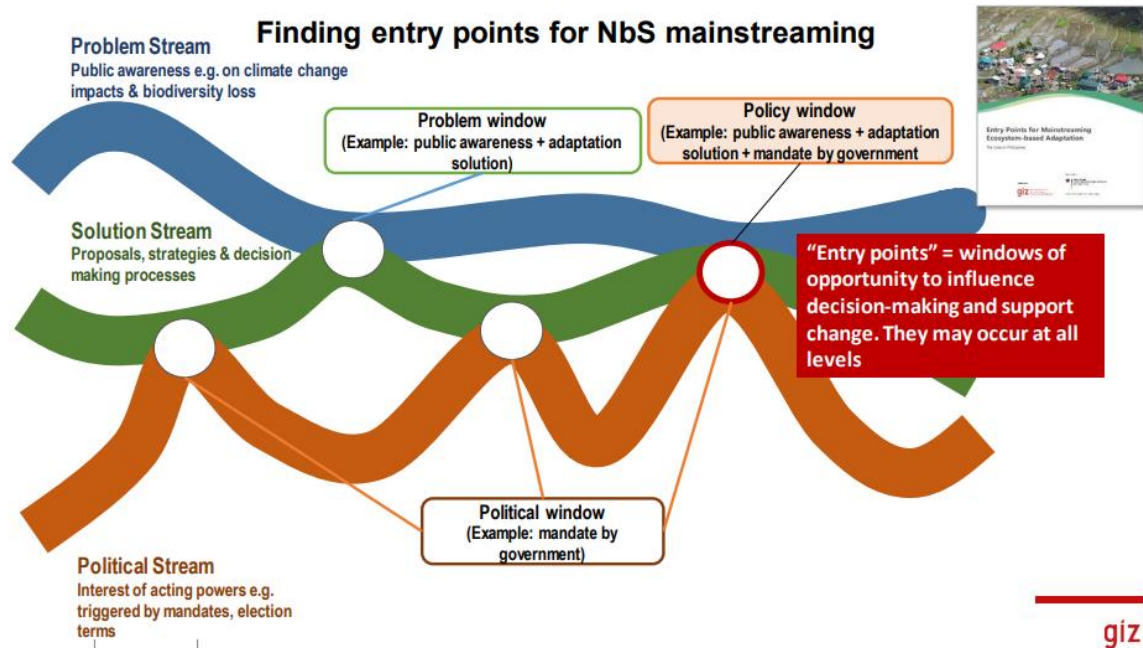 Finding entry points for NbS mainstreaming
Problem Stream
Public awareness e.g. on climate change
impacts & biodiversity loss
Problem window
(Example: public awareness + adaptation
solution)
Policy window
(Example: public awareness + adaptation
solution + mandate by government
Entry Points for Mainstreaming
Ecosystem-based Adaptation
giz
Solution Stream
Proposals, strategies & decision
making processes
“Entry points” = windows of
opportunity to influence
decision-making and support
change. They may occur at all
levels
Political window
(Example: mandate by
government)
Political Stream
Interest of acting powers e.g.
triggered by mandates, election
terms
giz